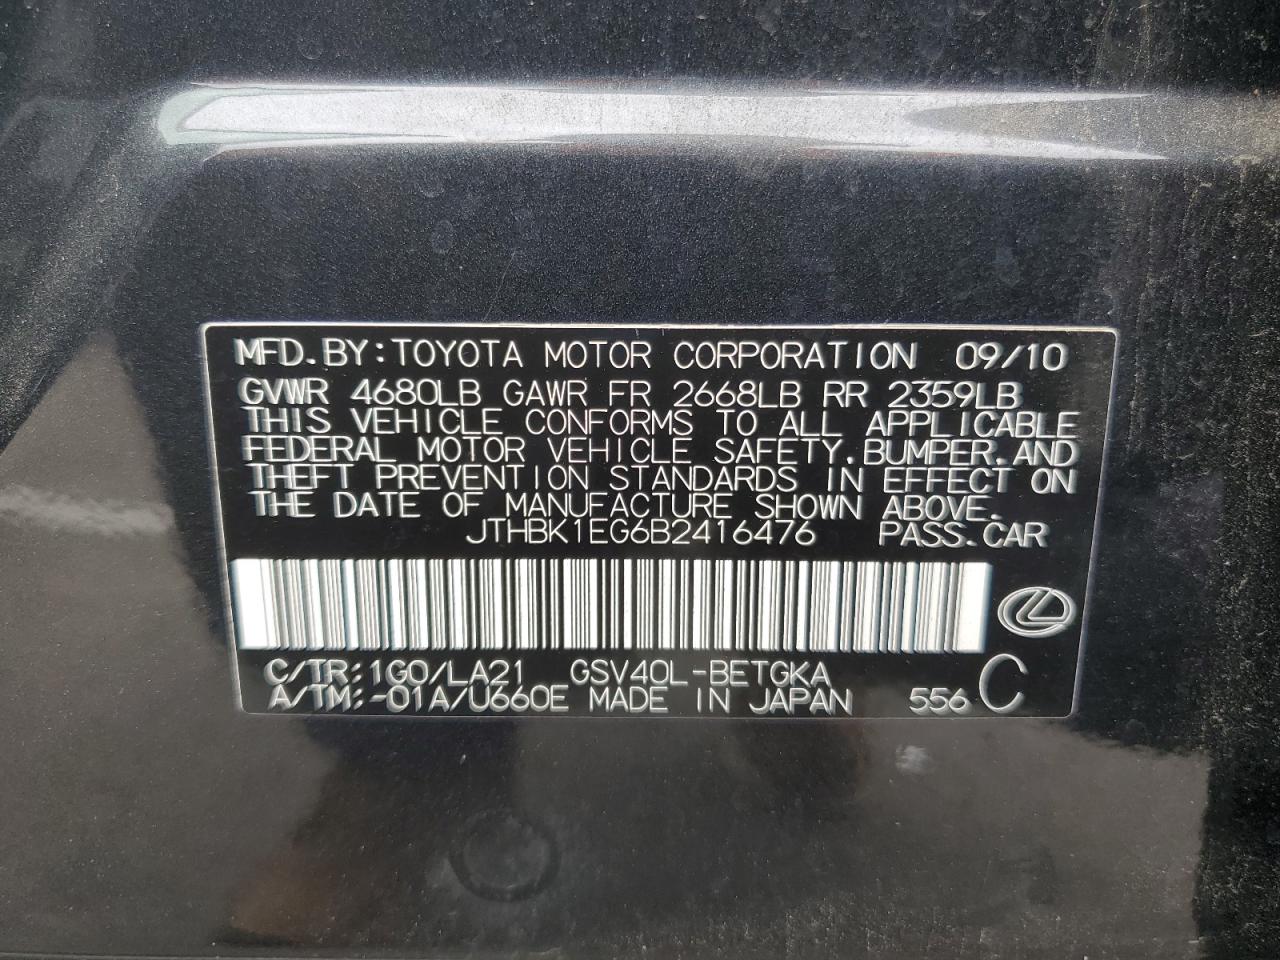 MFD.BY:TOYOTA MOTOR CORPORATION 09/10
GVWR 4680LB GAWR FR 2668LB RR 2359LB
THIS VEHICLE CONFORMS TO ALL APPLICABLE
FEDERAL MOTOR VEHICLE SAFETY,BUMPER,AND
THEFT PREVENTION STANDARDS IN EFFECT ON
THE DATE OF MANUFACTURE SHOWN ABOVE.
JTHBK1EG6B2416476 PASS.CAR
C/TR:1G0/LA21 GSV40L-BETGKA
A/TM:-01A/U660E MADE IN JAPAN 556 C